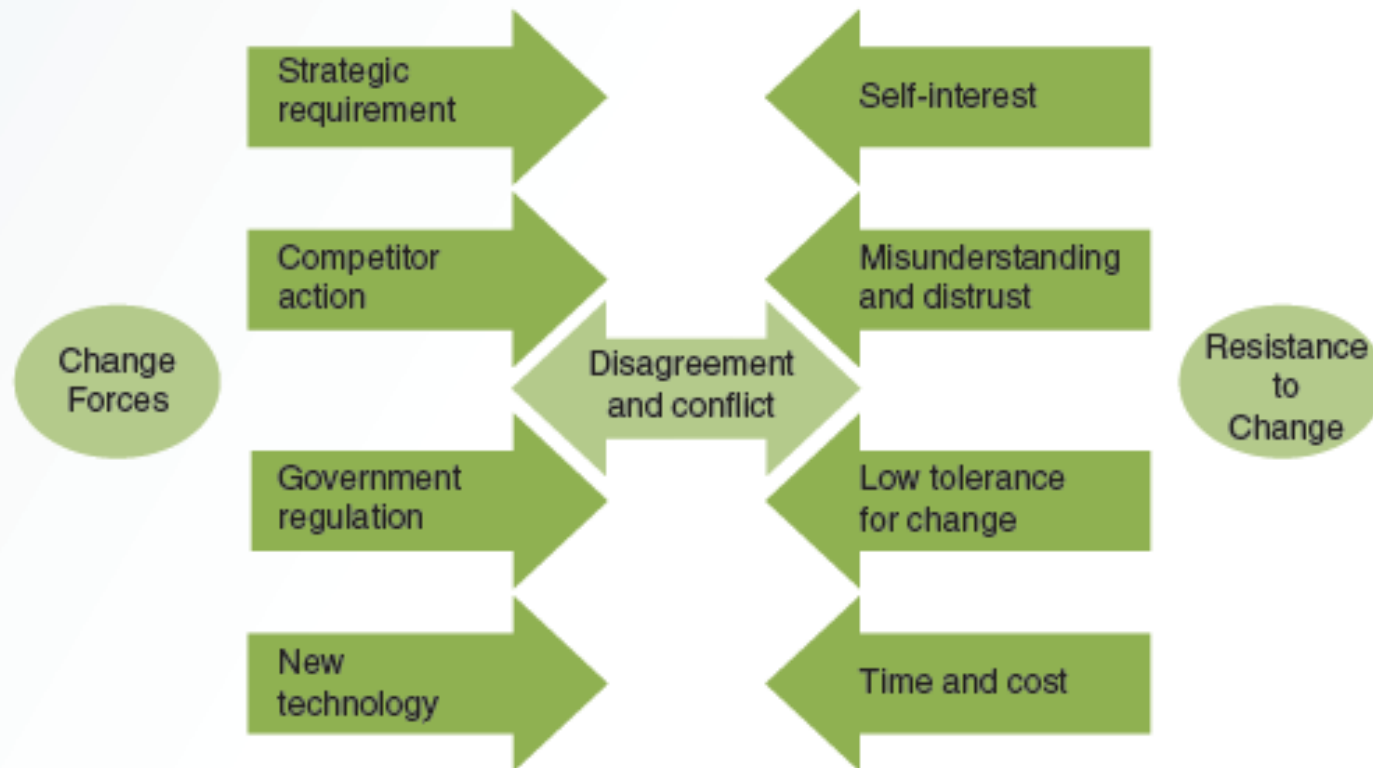 Strategic
requirement
Self-interest
Competitor
action
Misunderstanding
and distrust
Change
Forces
Disagreement
and conflict
Resistance
to
Change
Government
regulation
Low tolerance
for change
New
technology
Time and cost